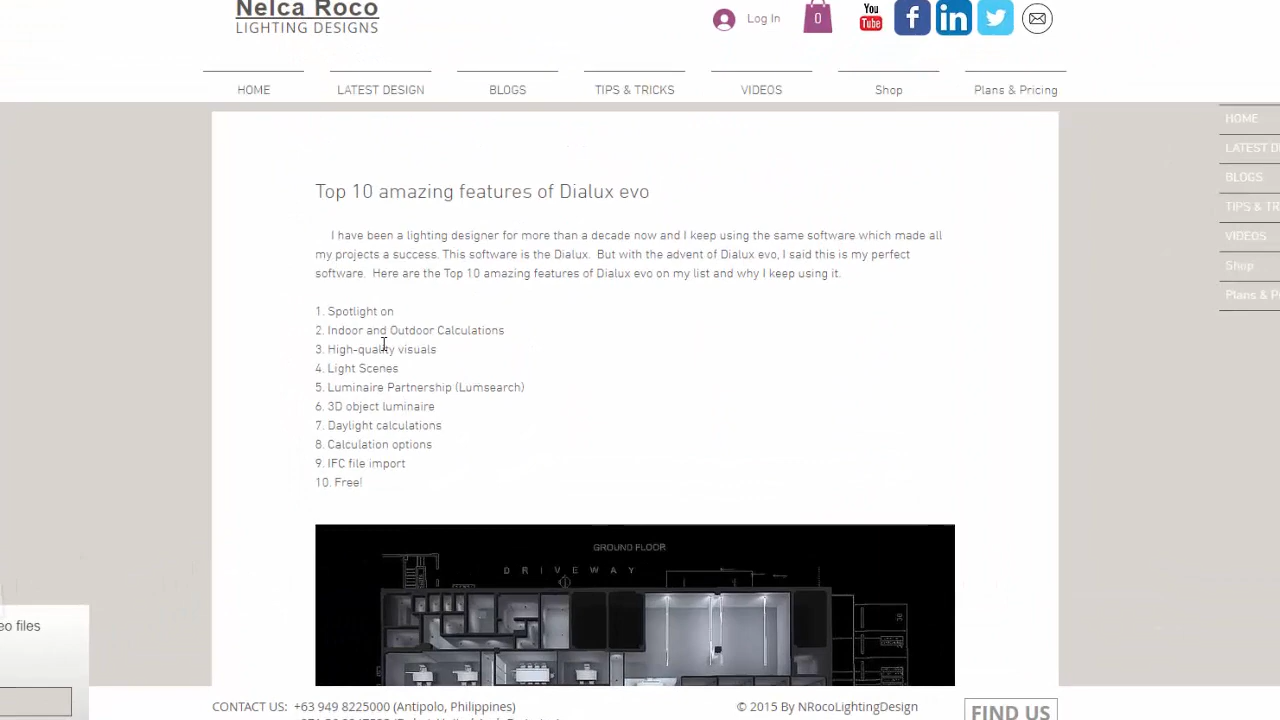 Nelca Roco
LIGHTING DESIGNS
Log In
0
You
Tube
HOME
LATEST DESIGN
BLOGS
TIPS & TRICKS
VIDEOS
Shop
Plans & Pricing
HOME
LATEST D
BLOGS
TIPS & TR
VIDEOS
Shop
Plans & P
Top 10 amazing features of Dialux evo
I have been a lighting designer for more than a decade now and I keep using the same software which made all
my projects a success. This software is the Dialux. But with the advent of Dialux evo, I said this is my perfect
software. Here are the Top 10 amazing features of Dialux evo on my list and why I keep using it.
1. Spotlight on
2. Indoor and Outdoor Calculations
3. High-quality visuals
4. Light Scenes
5. Luminaire Partnership (Lumsearch)
6. 3D object luminaire
7. Daylight calculations
8. Calculation options
9. IFC file import
10. Free!
GROUND FLOOR
DRIVEWAY
eo files
CONTACT US: +63 949 8225000 (Antipolo, Philippines)
© 2015 By NRocoLightingDesign
FIND US